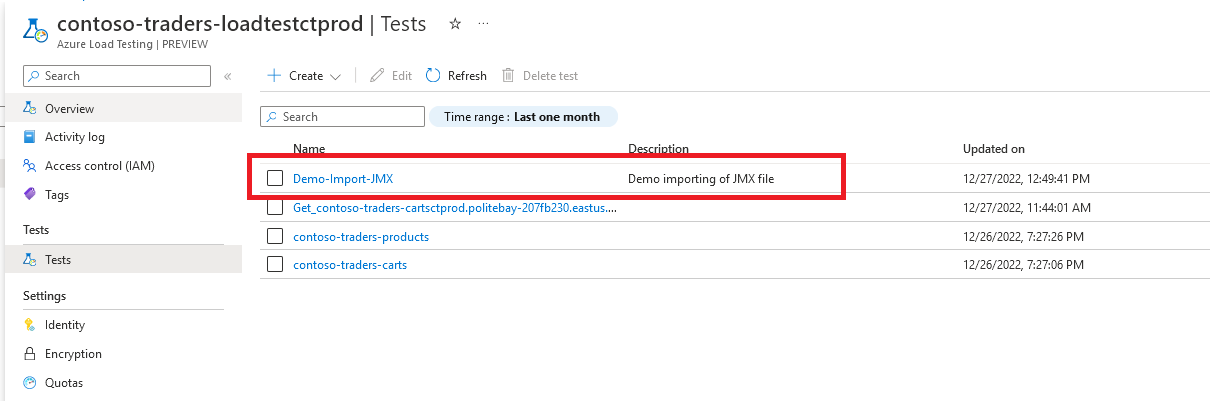 contoso-traders-loadtestctprod | Tests ☆ ...
Azure Load Testing | PREVIEW
Search «
Overview
Activity log
Access control (IAM)
Tags
Tests
Tests
Settings
Identity
Encryption
Quotas
+ Create Edit Refresh Delete test
Search Time range : Last one month
Name Description Updated on
Demo-Import-JMX Demo importing of JMX file 12/27/2022, 12:49:41 PM
Get_contoso-traders-cartsctprod.politebay-207fb230.eastus.... 12/27/2022, 11:44:01 AM
contoso-traders-products 12/26/2022, 7:27:26 PM
contoso-traders-carts 12/26/2022, 7:27:06 PM